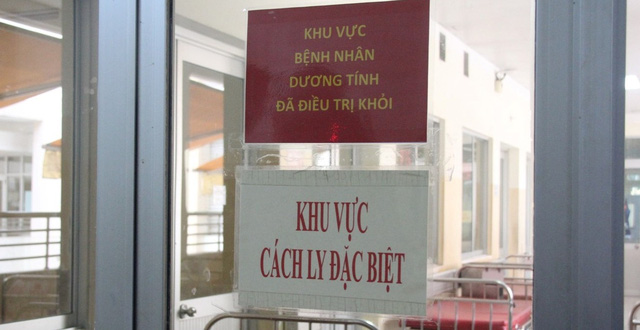 KHU VỰC
BỆNH NHÂN
DƯƠNG TÍNH
ĐÃ ĐIỀU TRỊ KHỎI
KHU VỰC
CÁCH LY ĐẶC BIỆT